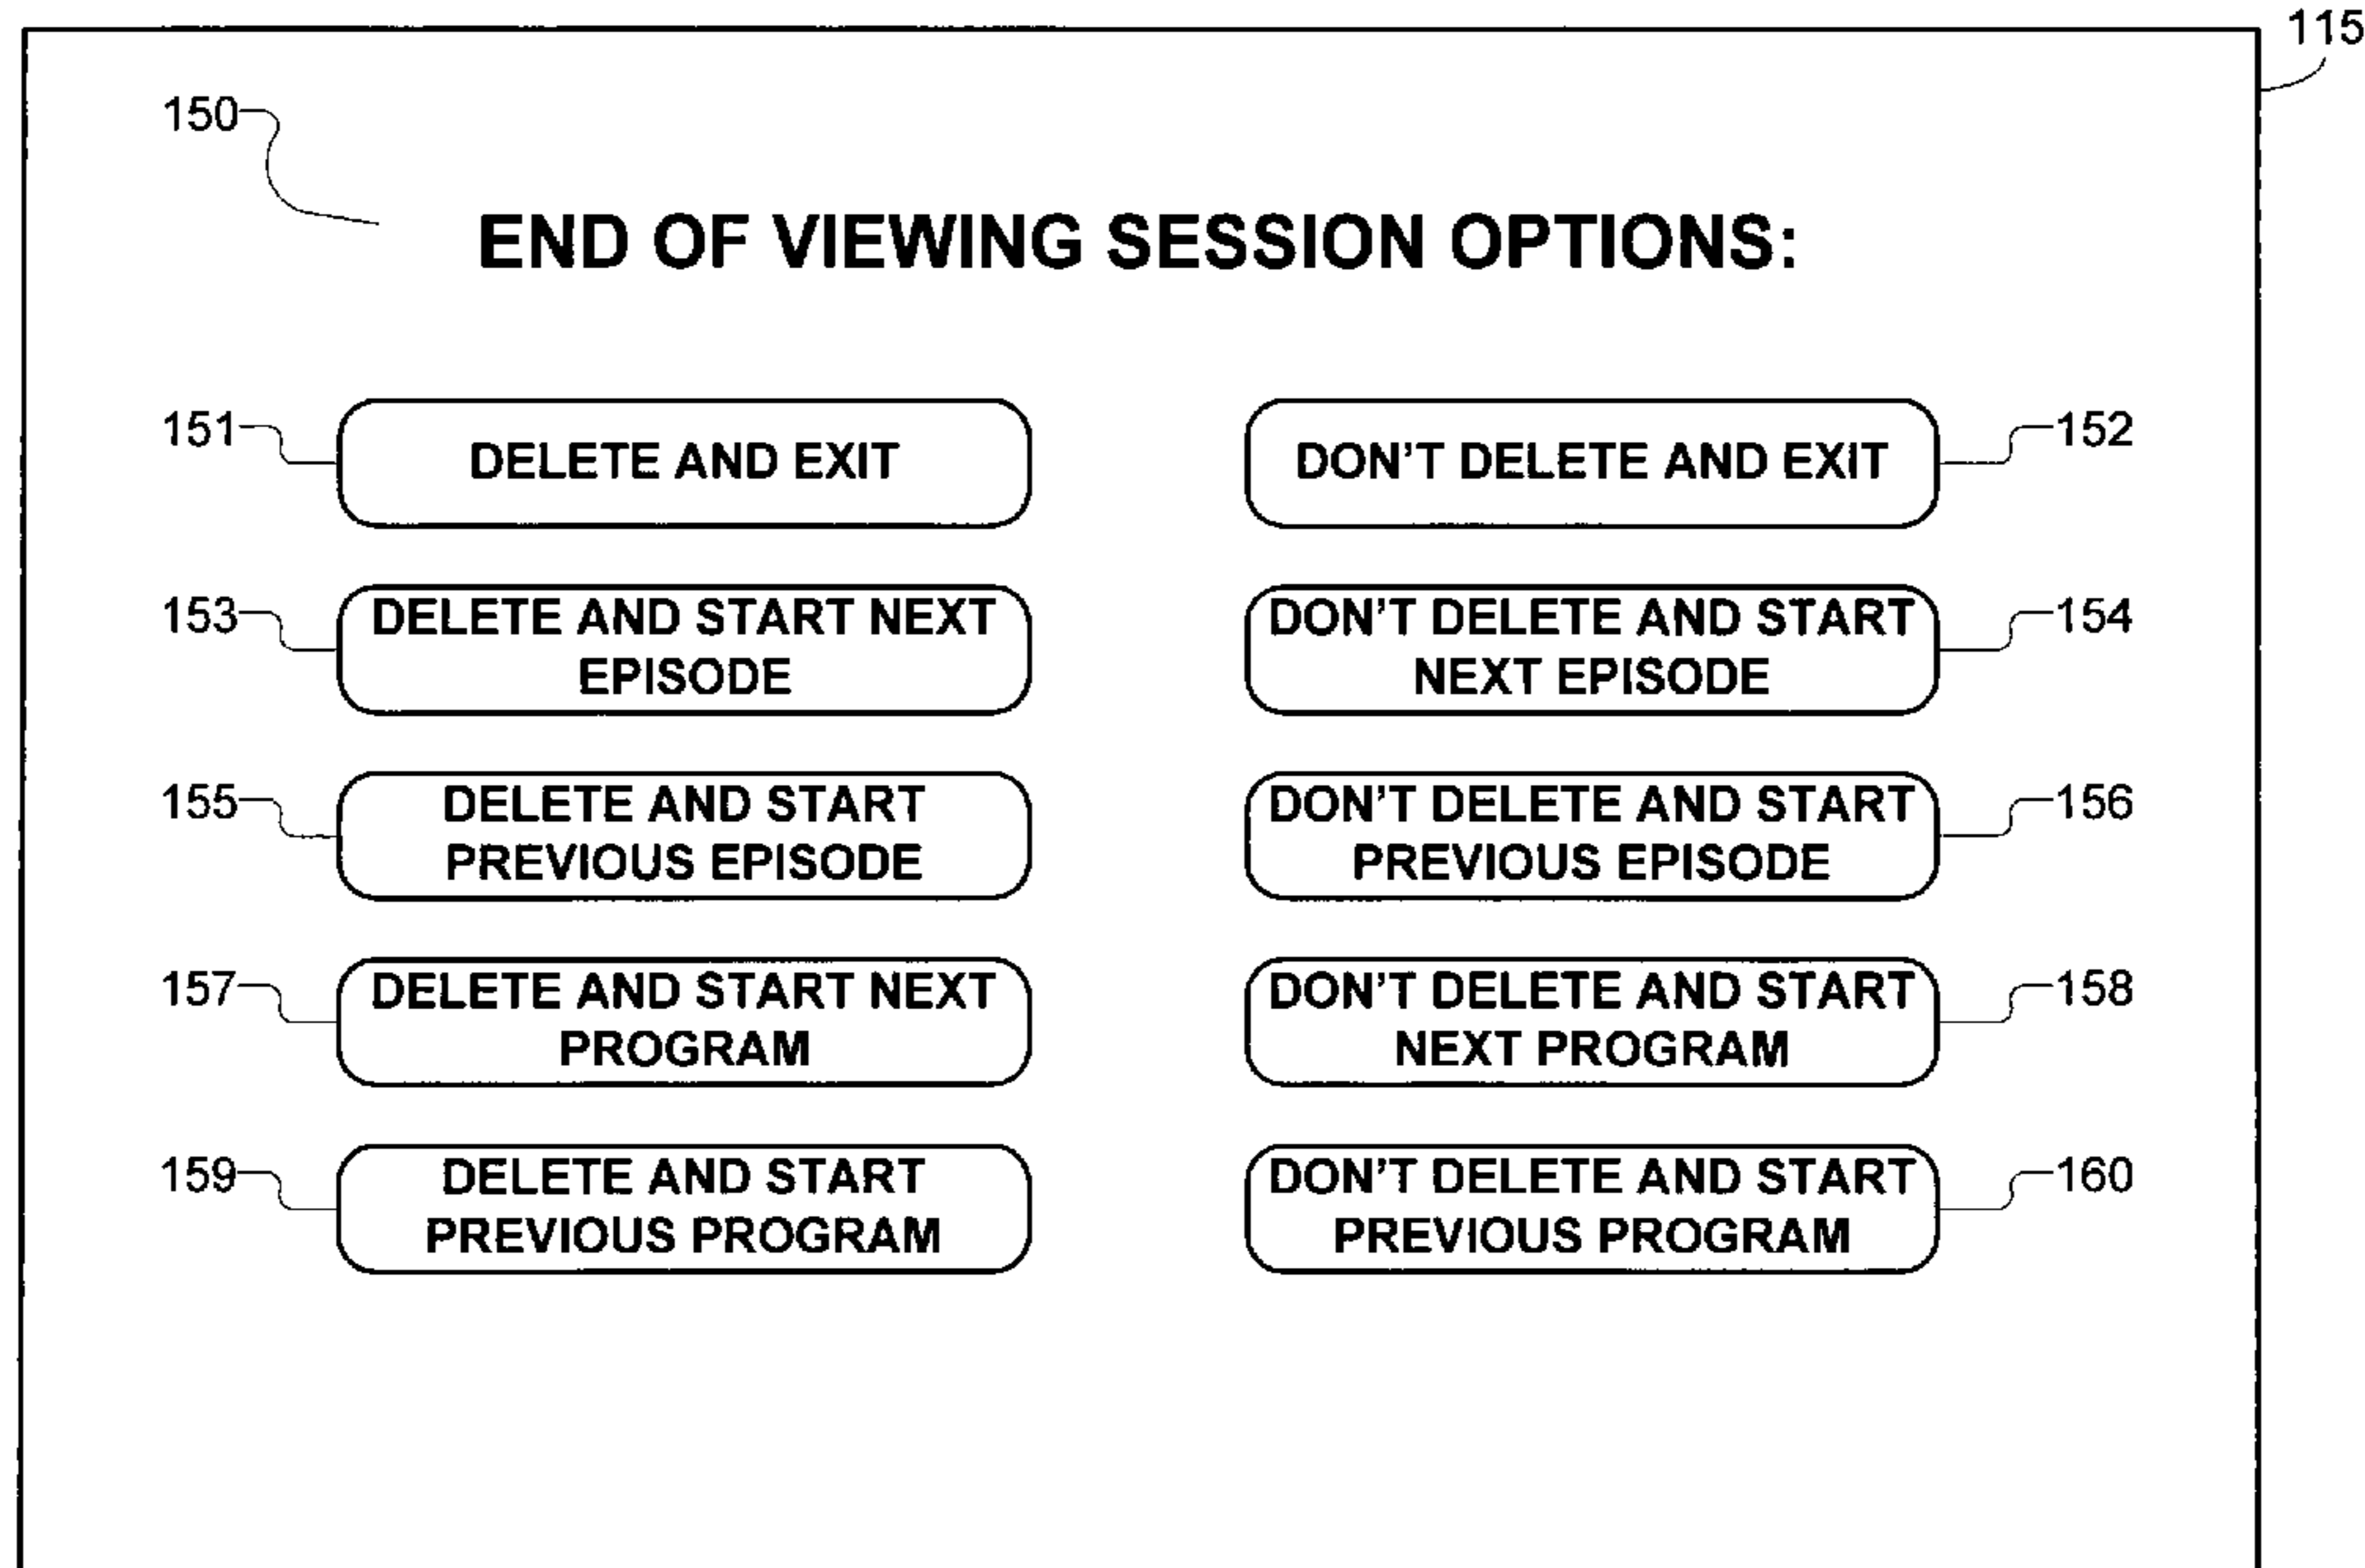 115
150
END OF VIEWING SESSION OPTIONS:
151
DELETE AND EXIT
DON'T DELETE AND EXIT
152
153
DELETE AND START NEXT
EPISODE
DON'T DELETE AND START
NEXT EPISODE
154
155
DELETE AND START
PREVIOUS EPISODE
DON'T DELETE AND START
PREVIOUS EPISODE
156
157
DELETE AND START NEXT
PROGRAM
DON'T DELETE AND START
NEXT PROGRAM
158
159
DELETE AND START
PREVIOUS PROGRAM
DON'T DELETE AND START
PREVIOUS PROGRAM
160